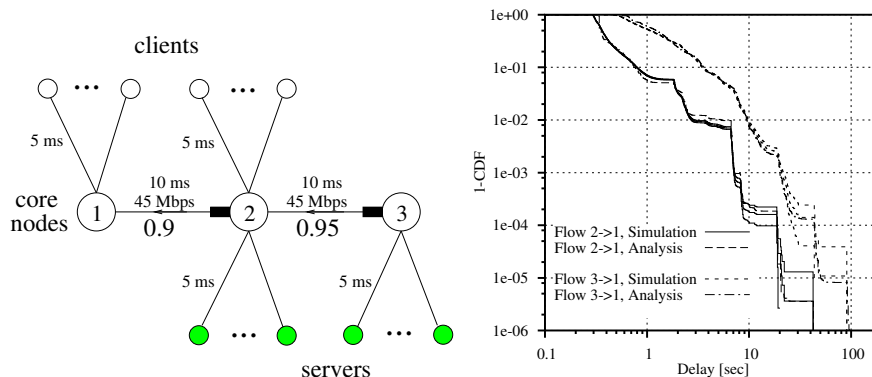 clients
5 ms
5 ms
10 ms
45 Mbps
10 ms
45 Mbps
core
nodes
1
2
3
0.9
0.95
5 ms
5 ms
servers
1-CDF
1e+00
1e-01
1e-02
1e-03
1e-04
1e-05
1e-06
Flow 2->1, Simulation
Flow 2->1, Analysis
Flow 3->1, Simulation
Flow 3->1, Analysis
0.1
1
10
100
Delay [sec]